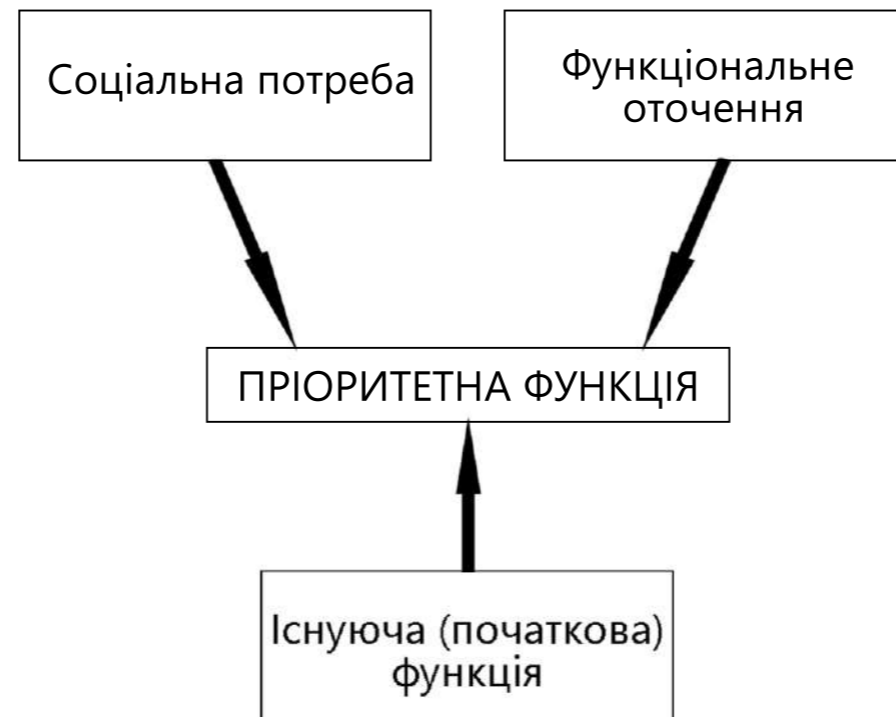 Соціальна потреба
Функціональне
оточення
ПРІОРИТЕТНА ФУНКЦІЯ
Існуюча (початкова)
функція